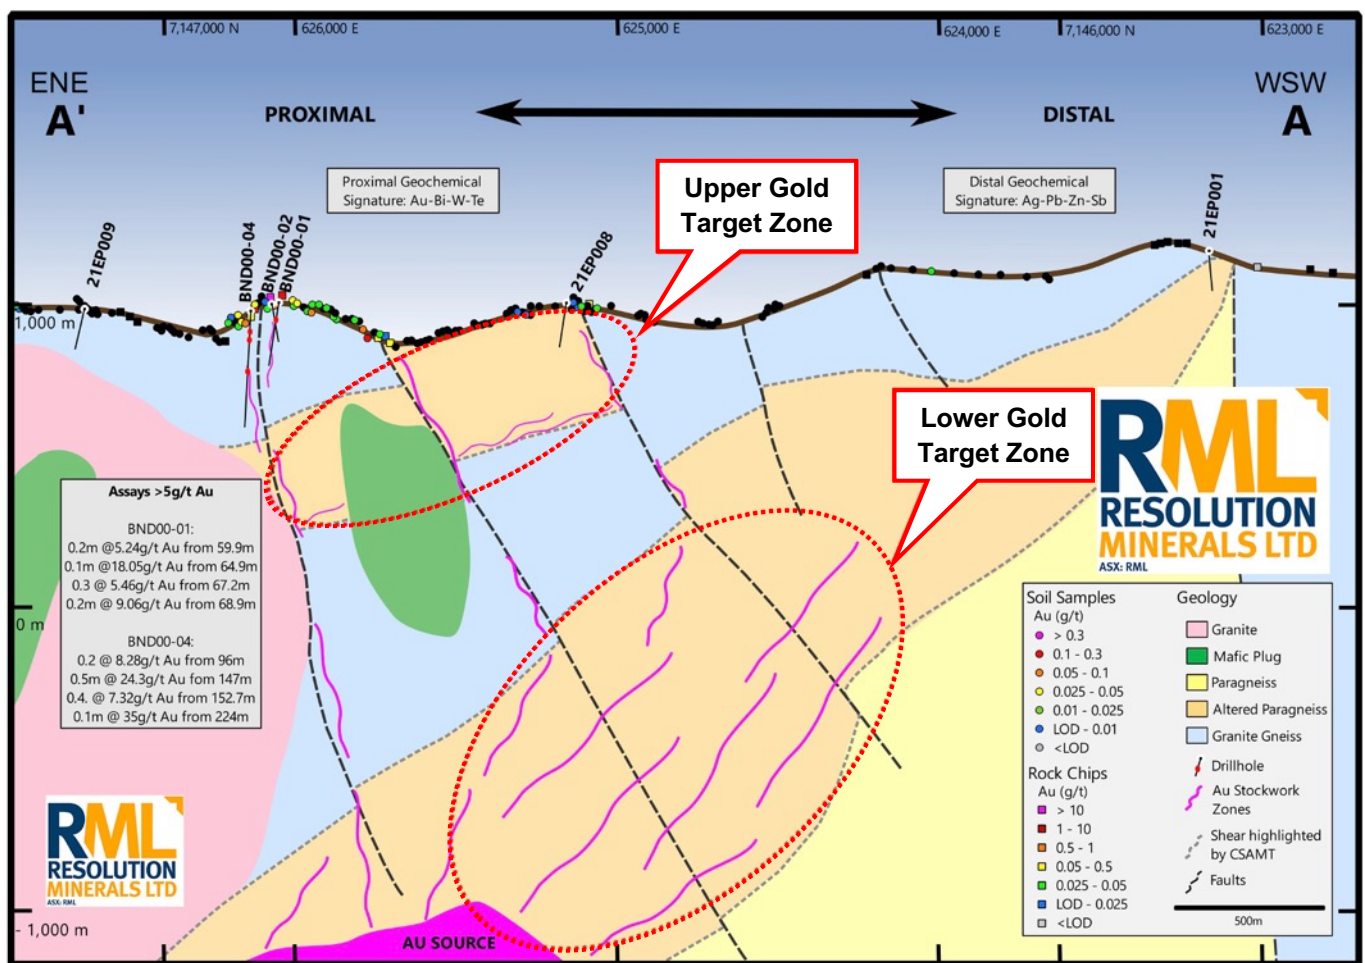 7,147,000 N
626,000 E
625,000 E
624,000 E
7,146,000 N
623,000 E
ENE
A'
WSW
A
PROXIMAL
DISTAL
Proximal Geochemical
Signature: Au-Bi-W-Te
Upper Gold
Target Zone
Distal Geochemical
Signature: Ag-Pb-Zn-Sb
21EP009
BND00-04
BND00-02
BND00-01
21EP008
21EP001
1,000 m
Lower Gold
Target Zone
RML
RESOLUTION
MINERALS LTD
ASX: RML
Assays >5g/t Au
BND00-01:
0.2m @5.24g/t Au from 59.9m
0.1m @18.05g/t Au from 64.9m
0.3 @ 5.46g/t Au from 67.2m
0.2m @ 9.06g/t Au from 68.9m
BND00-04:
0.2 @ 8.28g/t Au from 96m
0.5m @ 24.3g/t Au fom 147m
0.4. @ 7.32g/t Au from 152.7m
0.1m @ 35g/t Au from 224m
0 m
Soil Samples
Au (g/t)
> 0.3
0.1 - 0.3
0.05 - 0.1
0.025 - 0.05
0.01 - 0.025
LOD - 0.01
<LOD
Rock Chips
Au (g/t)
> 10
1 - 10
0.5 - 1
0.05 - 0.5
0.025 - 0.05
LOD - 0.025
<LOD
Geology
Granite
Mafic Plug
Paragneiss
Altered Paragneiss
Granite Gneiss
Drillhole
Au Stockwork
Zones
Shear highlighted
by CSAMT
Faults
500m
RML
RESOLUTION
MINERALS LTD
ASX: RML
- 1,000 m
AU SOURCE